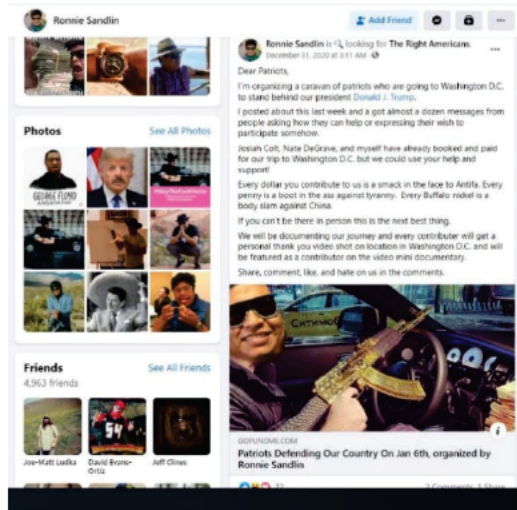 Ronnie Sandlin
Add Friend
Ronnie Sandlin is looking for The Right Americans.
December 31, 2020 at 3:51 AM
Dear Patriots,
I'm organizing a caravan of patriots who are going to Washington D.C.
to stand behind our president Donald J. Trump.
I posted about this last week and a got almost a dozen messages from
people asking how they can help or expressing their wish to
participate somehow.
Josiah Colt, Nate DeGrave, and myself have already booked and paid
for our trip to Washington D.C. but we could use your help and
support!
Every dollar you contribute to us is a smack in the face to Antifa. Every
penny is a boot in the ass against tyranny. Every Buffalo nickel is a
body slam against China.
If you can't be there in person this is the next best thing.
We will be documenting our journey and every contributer will get a
personal thank you video shot on location in Washington D.C. and will
be featured as a contributor on the video mini documentary.
Share, comment, like, and hate on us in the comments.
GOFUNDME.COM
Patriots Defending Our Country On Jan 6th, organized by
Ronnie Sandlin
22
2 Comments 1 Share
Photos
See All Photos
GEORGE FLOYD
Friends
See All Friends
4,963 friends
Joe-Matt Ludka
David Evans-
Ortiz
Jeff Clines